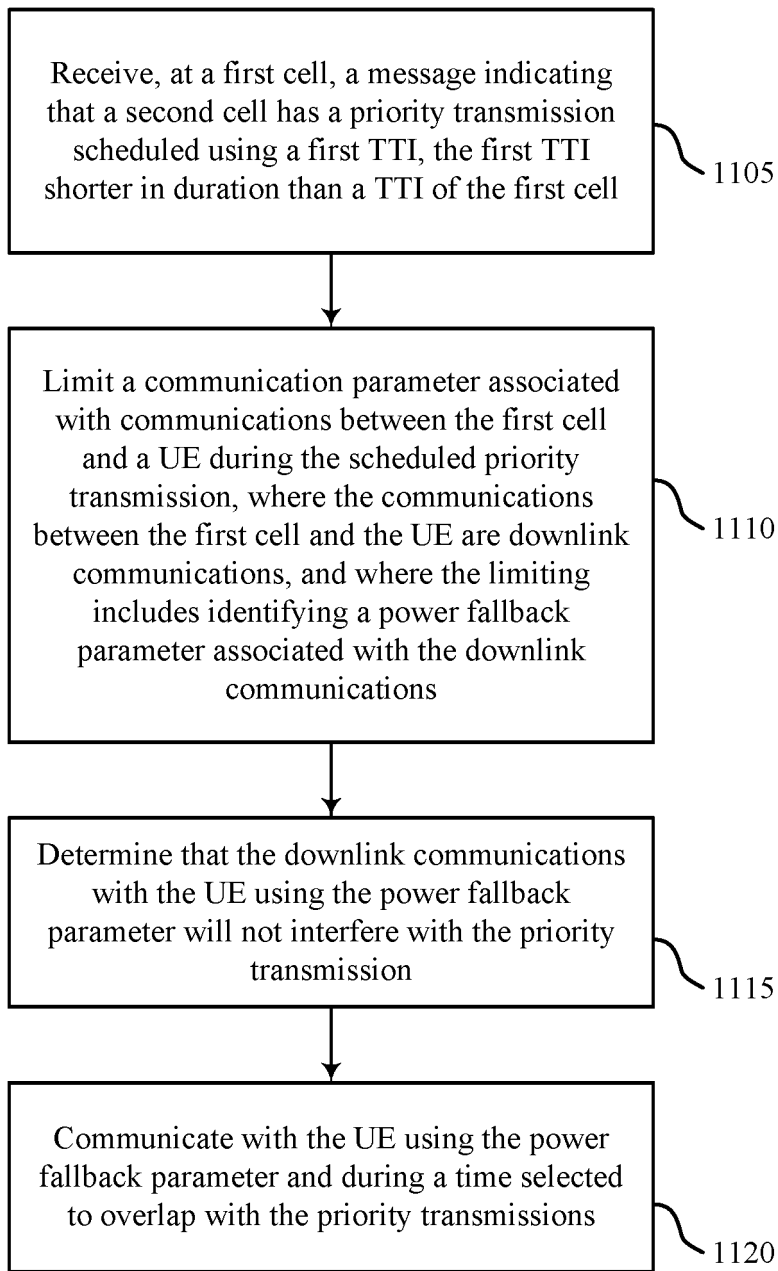 Receive, at a first cell, a message indicating
that a second cell has a priority transmission
scheduled using a first TTI, the first TTI
shorter in duration than a TTI of the first cell
1105
Limit a communication parameter associated
with communications between the first cell
and a UE during the scheduled priority
transmission, where the communications
between the first cell and the UE are downlink
communications, and where the limiting
includes identifying a power fallback
parameter associated with the downlink
communications
1110
Determine that the downlink communications
with the UE using the power fallback
parameter will not interfere with the priority
transmission
1115
Communicate with the UE using the power
fallback parameter and during a time selected
to overlap with the priority transmissions
1120